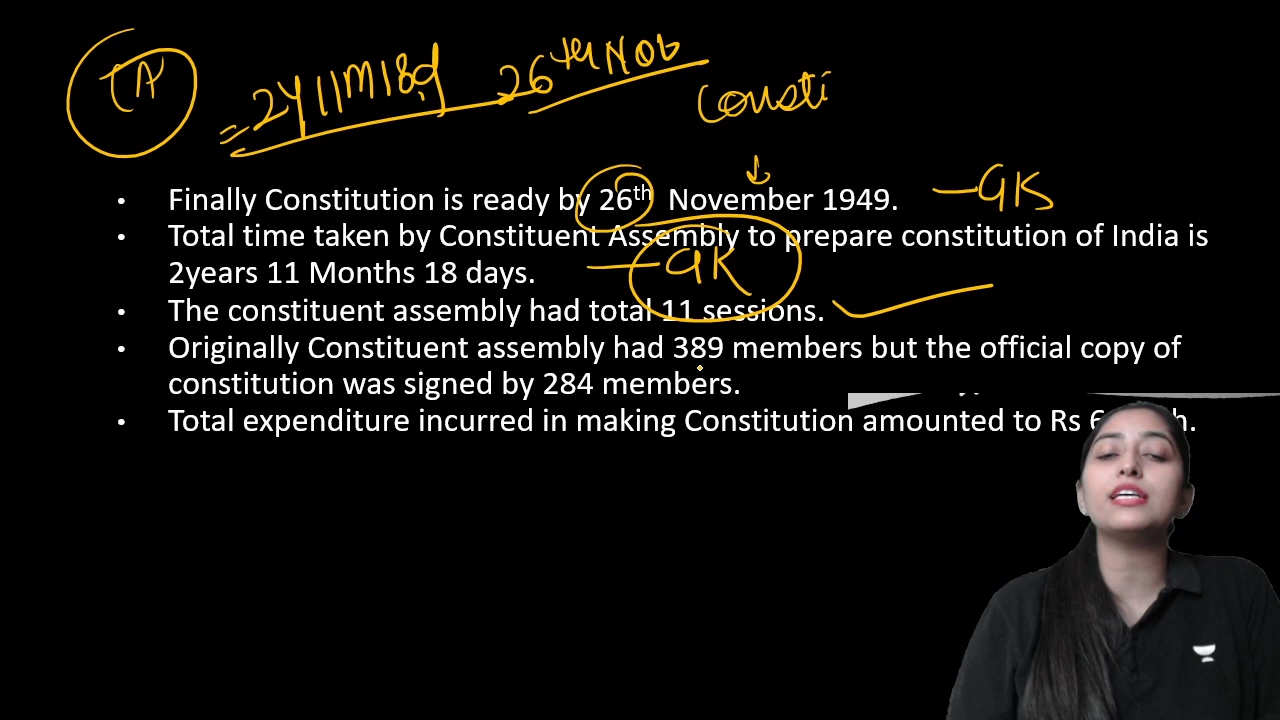 CA
= 2Y 11M 18d 26th Nov
Consti
• Finally Constitution is ready by 26th November 1949. - GK
• Total time taken by Constituent Assembly to prepare constitution of India is
2years 11 Months 18 days. - GK
• The constituent assembly had total 11 sessions.
• Originally Constituent assembly had 389 members but the official copy of
constitution was signed by 284 members.
• Total expenditure incurred in making Constitution amounted to Rs